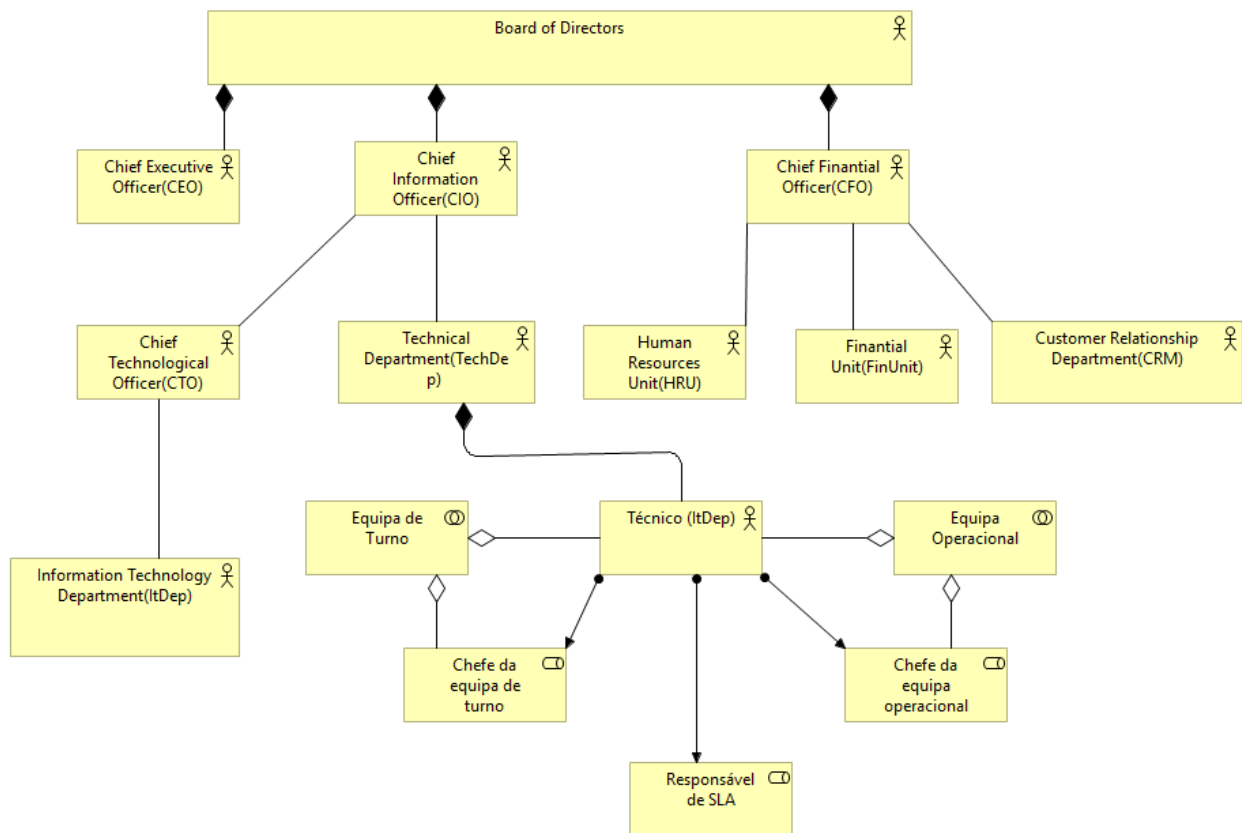 Board of Directors
Chief Executive
Officer(CEO)
Chief
Information
Officer(CIO)
Chief Finantial
Officer(CFO)
Chief
Technological
Officer(CTO)
Technical
Department(TechDe
p)
Human
Resources
Unit(HRU)
Finantial
Unit(FinUnit)
Customer Relationship
Department(CRM)
Equipa de
Turno
Técnico (ItDep)
Equipa
Operacional
Information Technology
Department(ItDep)
Chefe da
equipa de
turno
Chefe da
equipa
operacional
Responsável
de SLA